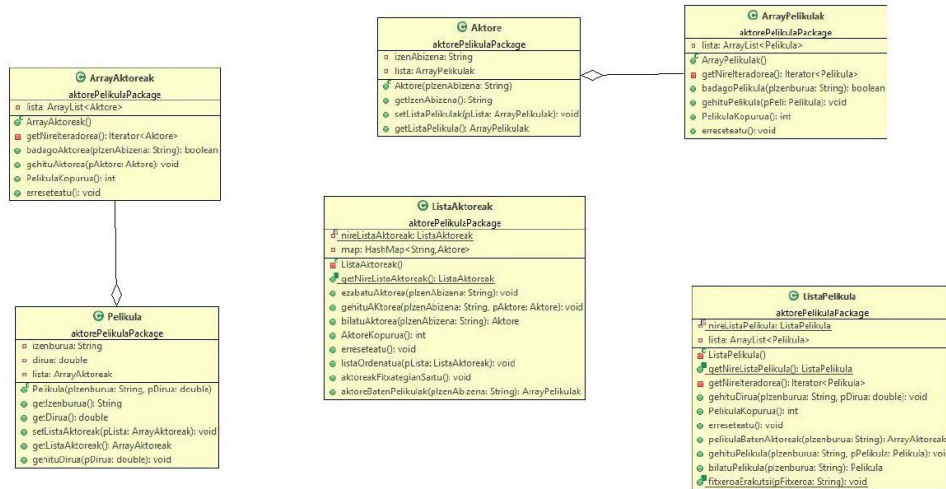 Aktore
aktorePelikulaPackage
izenAbizena: String
lista: ArrayPelikulak
Aktore(pIzenAbizena: String)
getIzenAbizena(): String
setListaPelikulak(pLista: ArrayPelikulak): void
getListaPelikula(): ArrayPelikulak
ArrayPelikulak
aktorePelikulaPackage
lista: ArrayList<Pelikula>
ArrayPelikulak()
getNireIteradorea(): Iterator<Pelikula>
badagoPelikula(pIzenburua: String): boolean
gehituPelikula(pPeli: Pelikula): void
PelikulaKopurua(): int
erreseteatu(): void
ArrayAktoreak
aktorePelikulaPackage
lista: ArrayList<Aktore>
ArrayAktoreak()
getNireIteradorea(): Iterator<Aktore>
badagoAktorea(pIzenAbizena: String): boolean
gehituAktorea(pAktore: Aktore): void
PelikulaKopurua(): int
erreseteatu(): void
ListaAktoreak
aktorePelikulaPackage
nireListaAktoreak: ListaAktoreak
map: HashMap<String,Aktore>
ListaAktoreak()
getNireListaAktoreak(): ListaAktoreak
ezabatuAktorea(pIzenAbizena: String): void
gehituAKtorea(pIzenAbizena: String, pAktore: Aktore): void
bilatuAktorea(pIzenAbizena: String): Aktore
AktoreKopurua(): int
erreseteatu(): void
listaOrdenatua(pLista: ListaAktoreak): void
aktoreakFitxategianSartu(): void
aktoreBatenPelikulak(pIzenAbizena: String): ArrayPelikulak
Pelikula
aktorePelikulaPackage
izenburua: String
dirua: double
lista: ArrayAktoreak
Pelikula(pIzenburua: String, pDirua: double)
getIzenburua(): String
getDirua(): double
setListaAktoreak(pLista: ArrayAktoreak): void
getListaAktoreak(): ArrayAktoreak
gehituDirua(pDirua: double): void
ListaPelikula
aktorePelikulaPackage
nireListaPelikula: ListaPelikula
lista: ArrayList<Pelikula>
ListaPelikula()
getNireListaPelikula(): ListaPelikula
getNireIteradorea(): Iterator<Pelikula>
gehituDirua(pIzenburua: String, pDirua: double): void
PelikulaKopurua(): int
erreseteatu(): void
pelikulaBatenAktoreak(pIzenburua: String): ArrayAktoreak
gehituPelikula(pIzenburua: String, pPelikula: Pelikula): voi
bilatuPelikula(pIzenburua: String): Pelikula
fitxeroaErakutsi(pFitxeroa: String): void